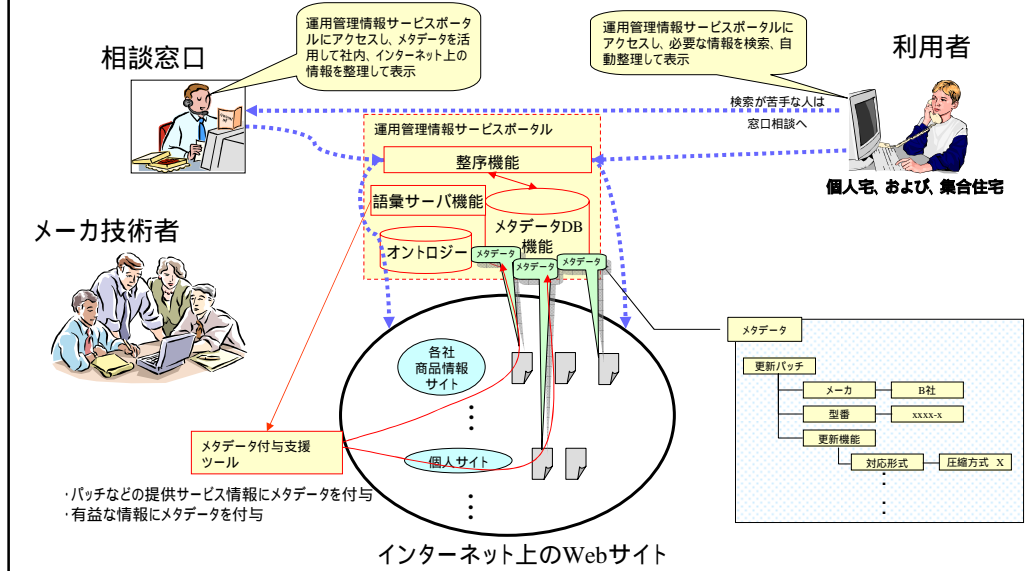 運用管理情報サービスポータ
ルにアクセスし、メタデータを活
用して社内、インターネット上の
情報を整理して表示
運用管理情報サービスポータルに
アクセスし、必要な情報を検索、自
動整理して表示
相談窓口
利用者
検索が苦手な人は
窓口相談へ
運用管理情報サービスポータル
整序機能
語彙サーバ機能
メタデータDB
機能
オントロジー
メタデータ
メタデータ
メタデータ
個人宅、および、集合住宅
メーカ技術者
各社
商品情報
サイト
・
・
・
個人サイト
・
・
・
メタデータ付与支援
ツール
・パッチなどの提供サービス情報にメタデータを付与
・有益な情報にメタデータを付与
インターネット上のWebサイト
メタデータ
更新パッチ
メーカ
B社
型番
xxxx-x
更新機能
対応形式
圧縮方式 X
・
・
・